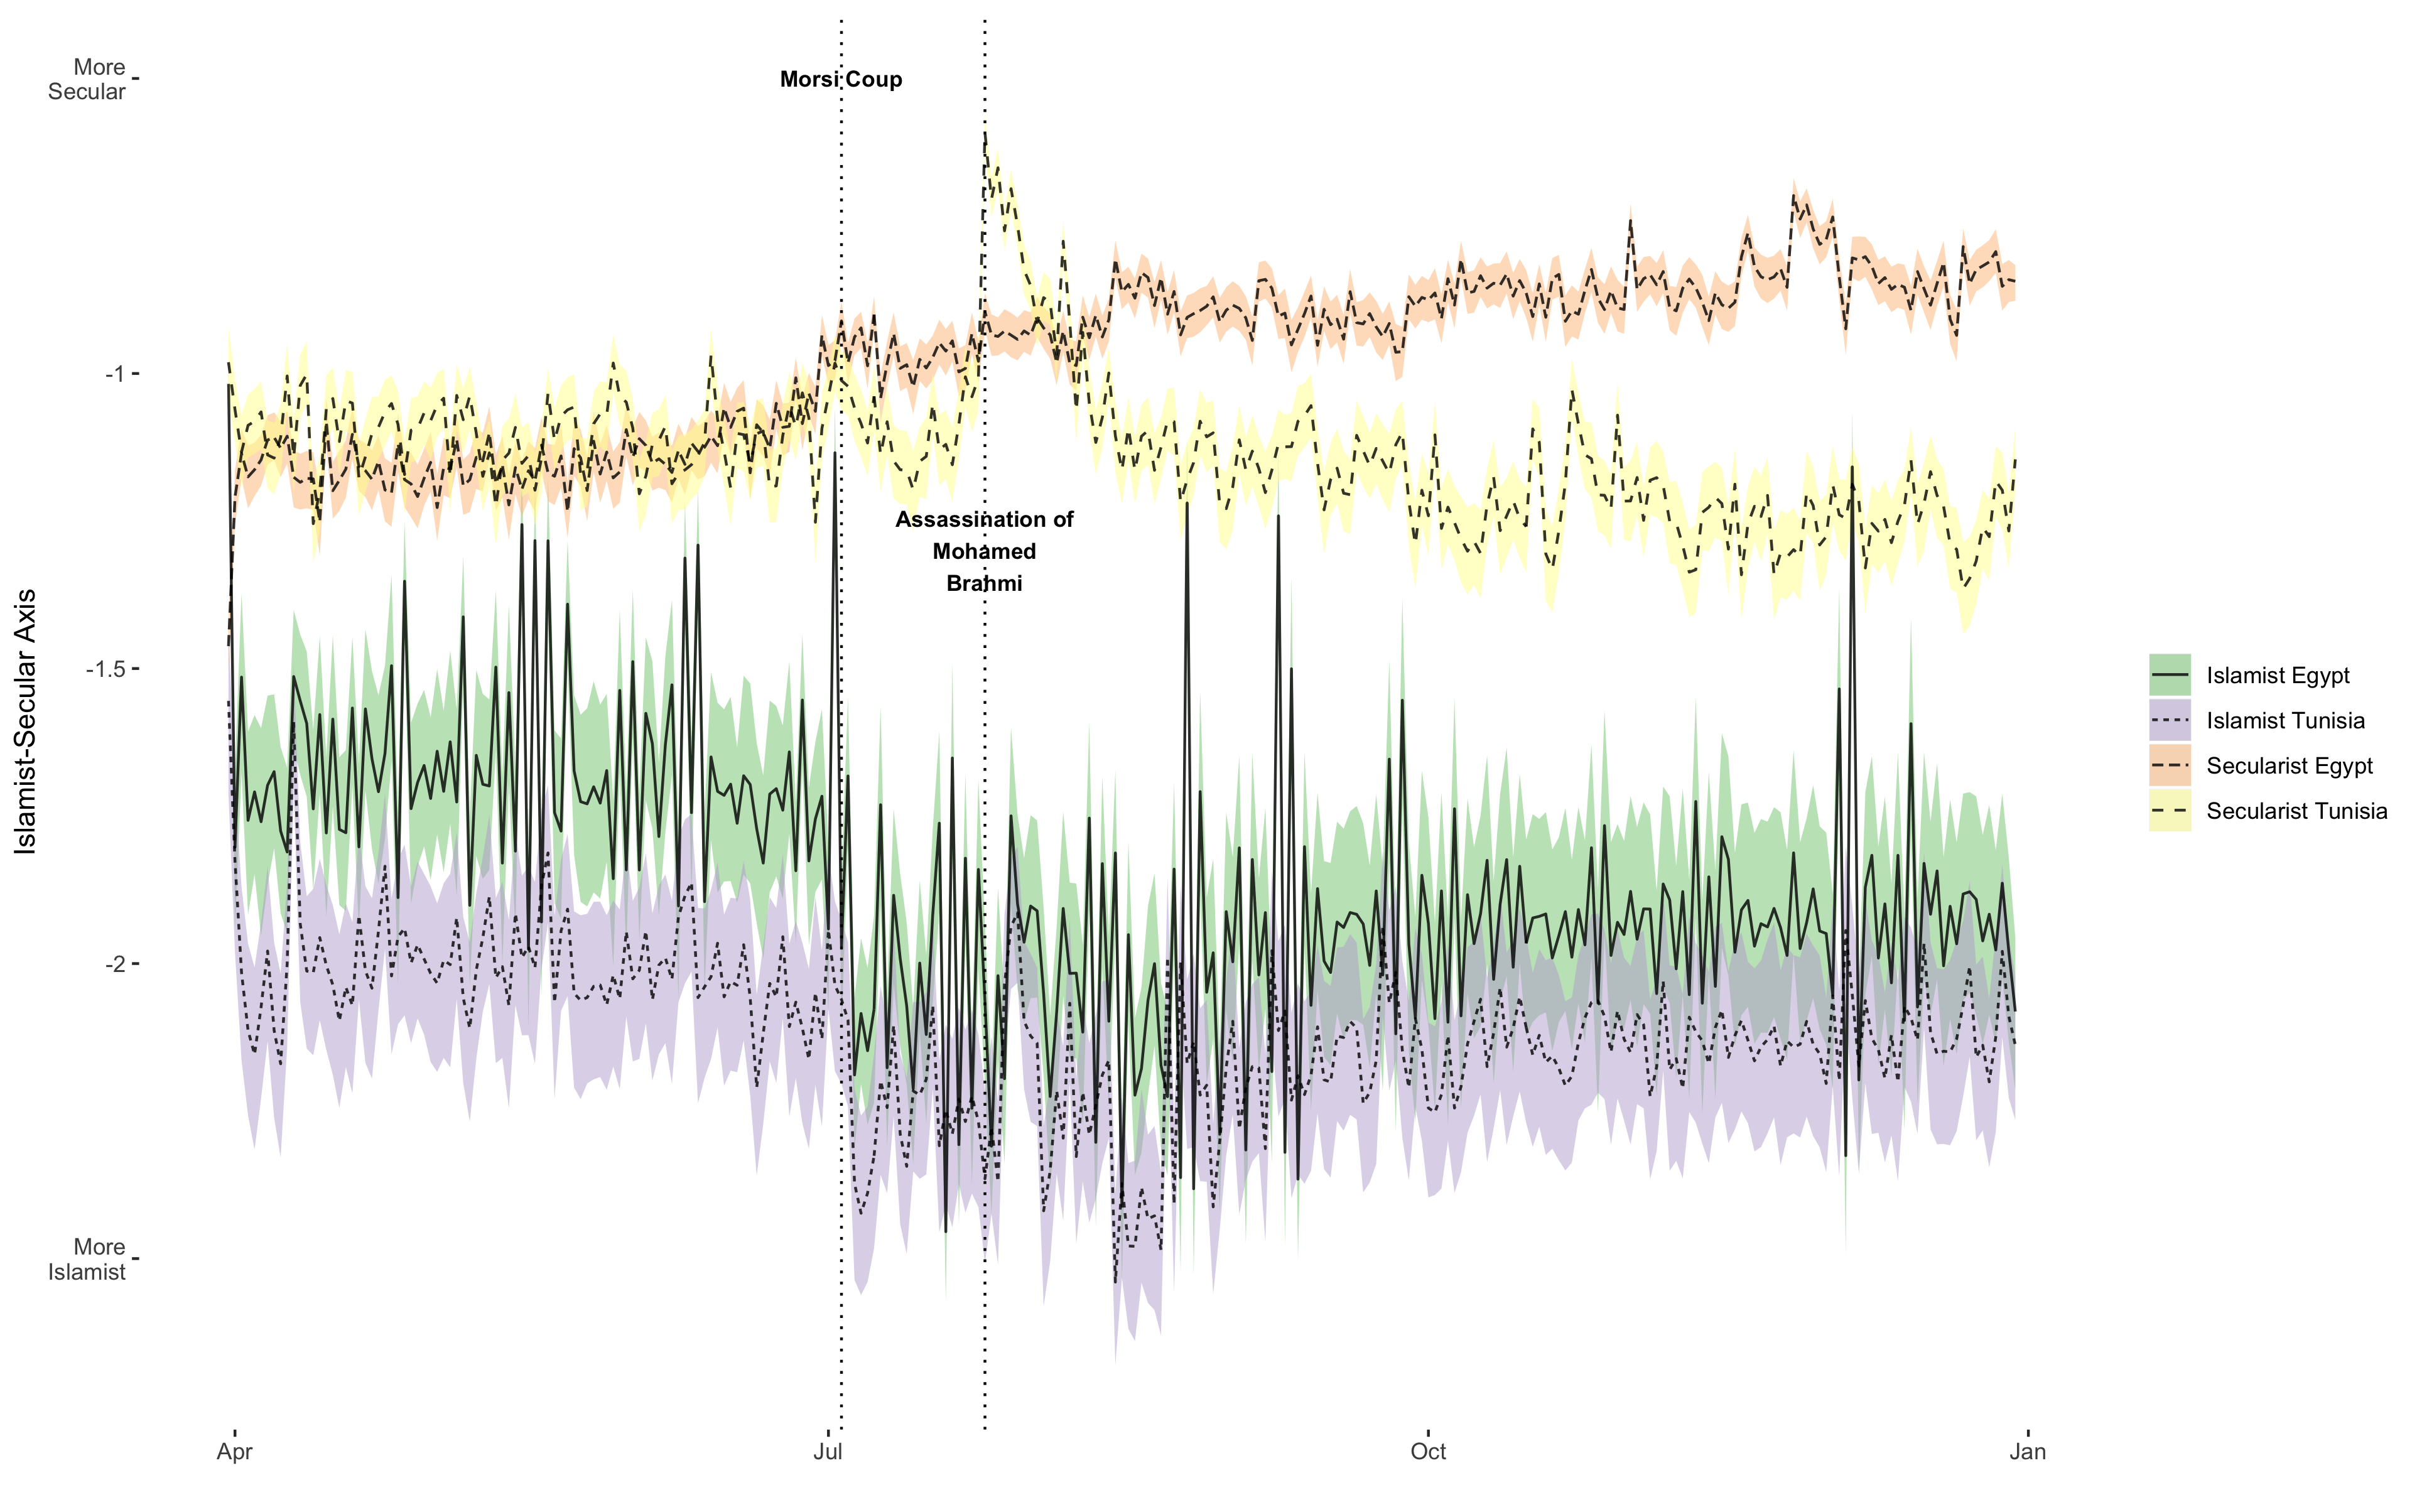 More
Secular
-1
-1.5
-2
More
Islamist
Islamist-Secular Axis
Morsi Coup
Assassination of
Mohamed
Brahmi
Apr
Jul
Oct
Jan
Islamist Egypt
Islamist Tunisia
Secularist Egypt
Secularist Tunisia